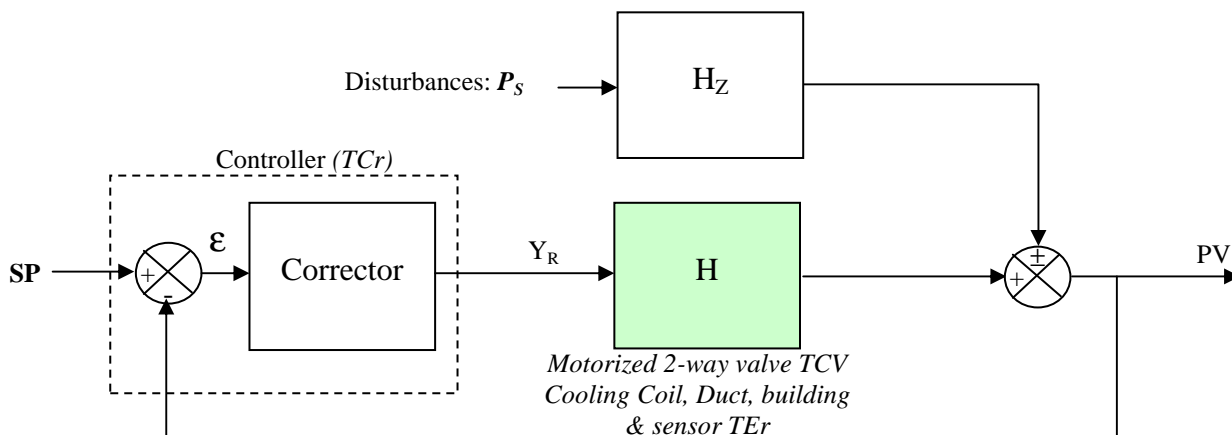 Disturbances: P_S
H_Z
Controller (TCr)
SP
+
-
ε
Corrector
Y_R
H
+
±
PV
Motorized 2-way valve TCV
Cooling Coil, Duct, building
& sensor TEr